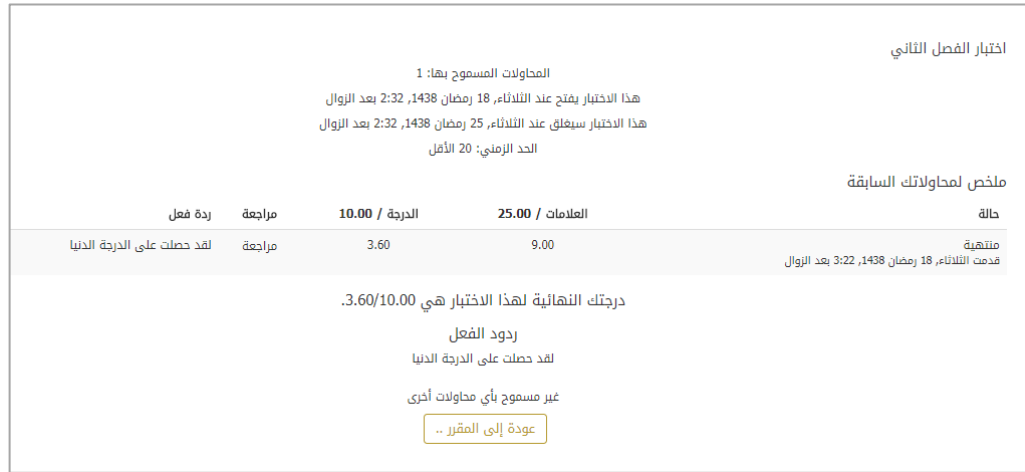 اختبار الفصل الثاني
المحاولات المسموح بها: 1
هذا الاختبار يفتح عند الثلاثاء, 18 رمضان 1438, 2:32 بعد الزوال
هذا الاختبار سيغلق عند الثلاثاء, 25 رمضان 1438, 2:32 بعد الزوال
الحد الزمني: 20 الأقل
ملخص لمحاولاتك السابقة
حالة العلامات / 25.00 الدرجة / 10.00 مراجعة ردة فعل
منتهية 9.00 3.60 مراجعة لقد حصلت على الدرجة الدنيا
قدمت الثلاثاء, 18 رمضان 1438, 3:22 بعد الزوال
درجتك النهائية لهذا الاختبار هي 3.60/10.00.
ردود الفعل
لقد حصلت على الدرجة الدنيا
غير مسموح بأي محاولات أخرى
عودة إلى المقرر ..